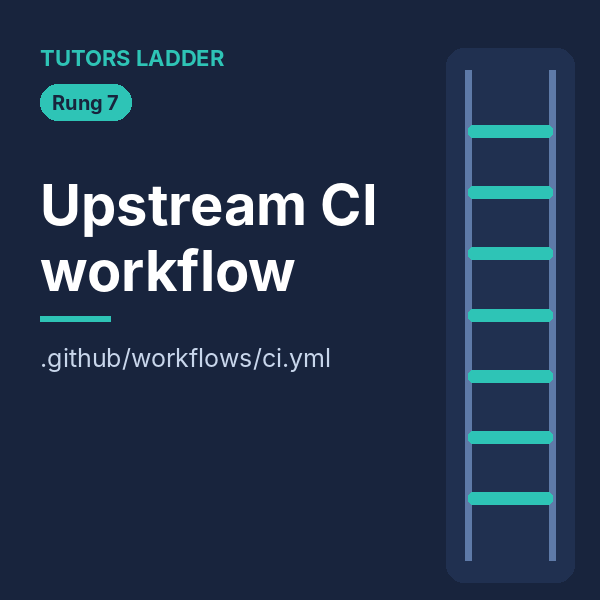 TUTORS LADDER
Rung 7
Upstream CI
workflow
.github/workflows/ci.yml